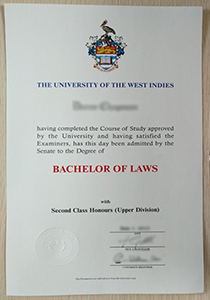 THE UNIVERSITY OF THE WEST INDIES
having completed the Course of Study approved
by the University and having satisfied the
Examiners, has this day been admitted by the
Senate to the Degree of
BACHELOR OF LAWS
with
Second Class Honours (Upper Division)